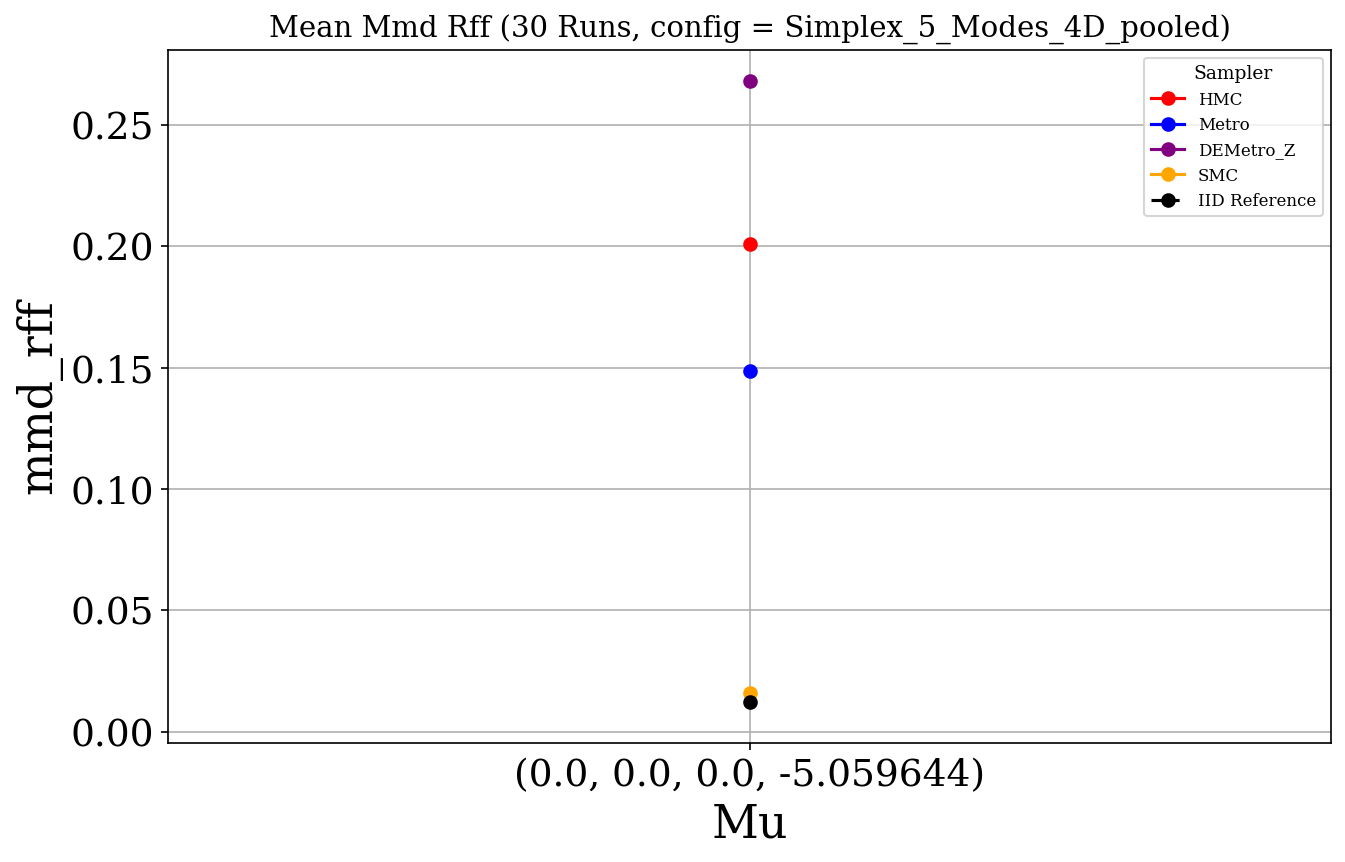 Mean Mmd Rff (30 Runs, config = Simplex_5_Modes_4D_pooled)
Sampler
HMC
Metro
DEMetro_Z
SMC
IID Reference
mmd_rff
0.25
0.20
0.15
0.10
0.05
0.00
(0.0, 0.0, 0.0, -5.059644)
Mu